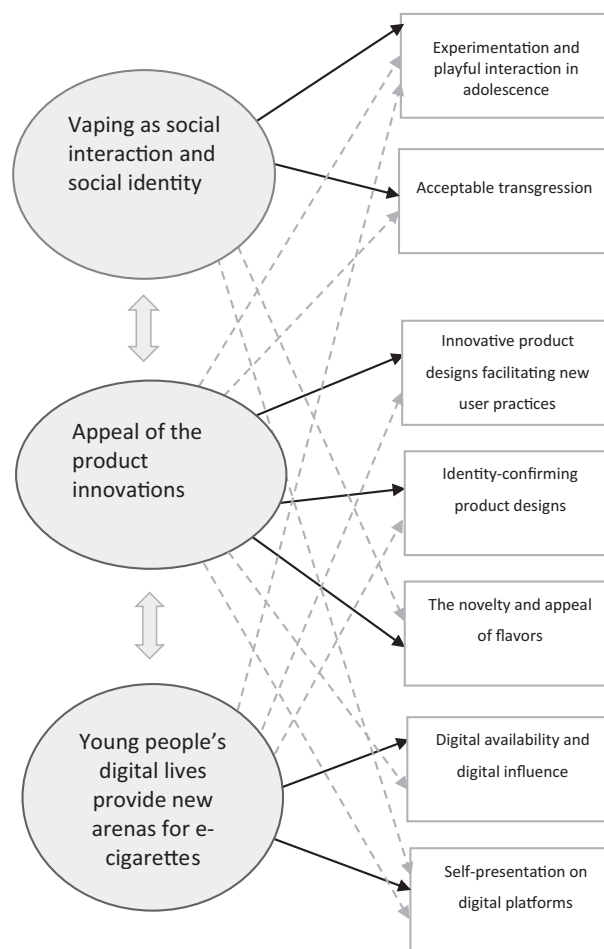 Vaping as social
interaction and
social identity
Appeal of the
product
innovations
Young people’s
digital lives
provide new
arenas for e-
cigarettes
Experimentation and
playful interaction in
adolescence
Acceptable transgression
Innovative product
designs facilitating new
user practices
Identity-confirming
product designs
The novelty and appeal
of flavors
Digital availability and
digital influence
Self-presentation on
digital platforms